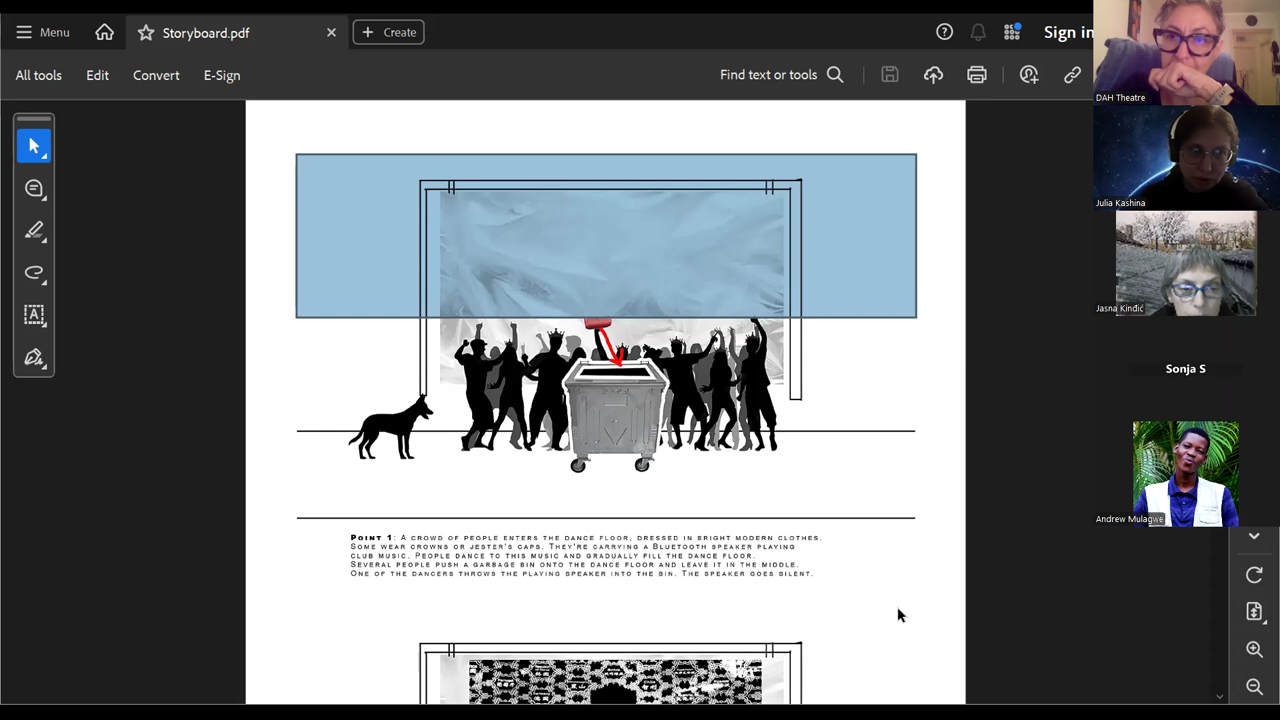 Menu
Storyboard.pdf
Create
Sign in
All tools
Edit
Convert
E-Sign
Find text or tools
DAH Theatre
Julia Kashina
Jasna Kinđić
Sonja S
Andrew Mulagwe
POINT 1: A CROWD OF PEOPLE ENTERS THE DANCE FLOOR, DRESSED IN BRIGHT MODERN CLOTHES.
SOME WEAR CROWNS OR JESTER'S CAPS. THEY'RE CARRYING A BLUETOOTH SPEAKER PLAYING
CLUB MUSIC. PEOPLE DANCE TO THIS MUSIC AND GRADUALLY FILL THE DANCE FLOOR.
SEVERAL PEOPLE PUSH A GARBAGE BIN ONTO THE DANCE FLOOR AND LEAVE IT IN THE MIDDLE.
ONE OF THE DANCERS THROWS THE PLAYING SPEAKER INTO THE BIN. THE SPEAKER GOES SILENT.